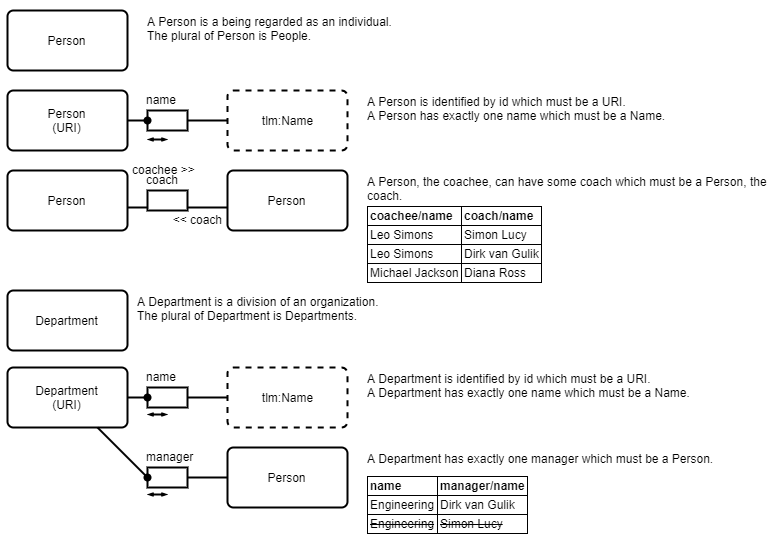 Person
A Person is a being regarded as an individual.
The plural of Person is People.
Person
(URI)
name
tlm:Name
A Person is identified by id which must be a URI.
A Person has exactly one name which must be a Name.
Person
coachee >>
coach
<< coach
Person
A Person, the coachee, can have some coach which must be a Person, the
coach.
coachee/name coach/name
Leo Simons Simon Lucy
Leo Simons Dirk van Gulik
Michael Jackson Diana Ross
Department
A Department is a division of an organization.
The plural of Department is Departments.
Department
(URI)
name
tlm:Name
A Department is identified by id which must be a URI.
A Department has exactly one name which must be a Name.
manager
Person
A Department has exactly one manager which must be a Person.
name manager/name
Engineering Dirk van Gulik
Engineering Simon Lucy